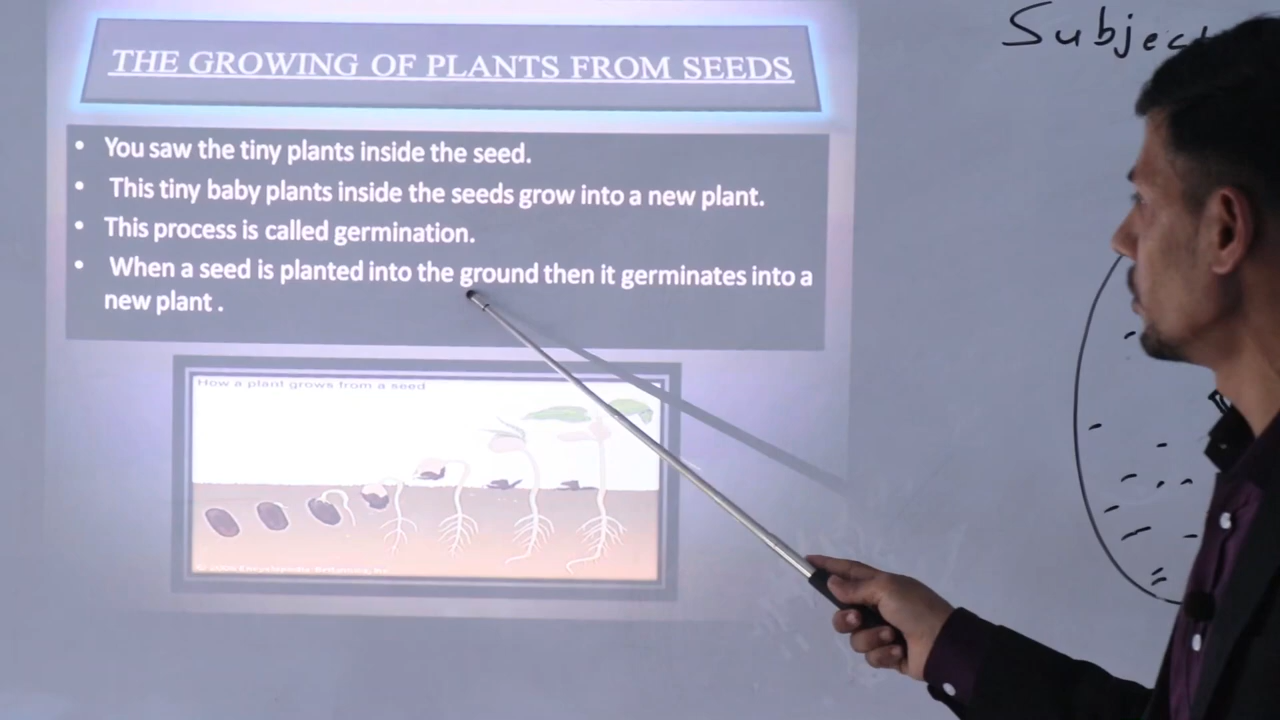 Subject
THE GROWING OF PLANTS FROM SEEDS
• You saw the tiny plants inside the seed.
• This tiny baby plants inside the seeds grow into a new plant.
• This process is called germination.
• When a seed is planted into the ground then it germinates into a
new plant .
How a plant grows from a seed